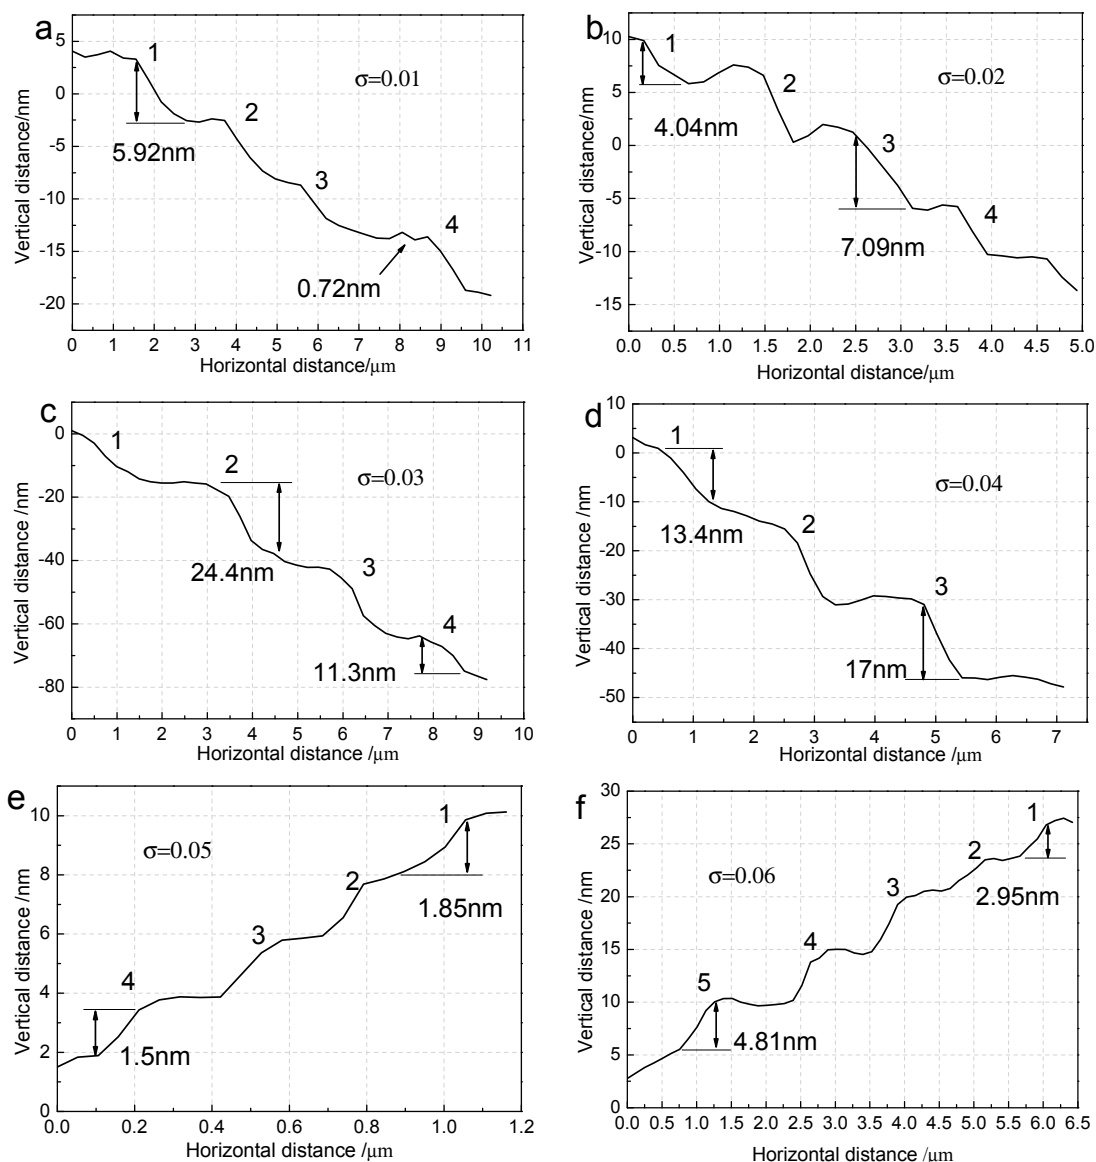 a
σ=0.01
1
2
3
4
5.92nm
0.72nm
5
0
-5
-10
-15
-20
Vertical distance/nm
0 1 2 3 4 5 6 7 8 9 10 11
Horizontal distance/μm
b
σ=0.02
1
2
3
4
4.04nm
7.09nm
10
5
0
-5
-10
-15
Vertical distance/nm
0.0 0.5 1.0 1.5 2.0 2.5 3.0 3.5 4.0 4.5 5.0
Horizontal distance/μm
c
σ=0.03
1
2
3
4
24.4nm
11.3nm
0
-20
-40
-60
-80
Vertical distance /nm
0 1 2 3 4 5 6 7 8 9 10
Horizontal distance /μm
d
σ=0.04
1
2
3
13.4nm
17nm
10
0
-10
-20
-30
-40
-50
Vertical distance /nm
0 1 2 3 4 5 6 7
Horizontal distance /μm
e
σ=0.05
1
2
3
4
1.85nm
1.5nm
10
8
6
4
2
0
Vertical distance /nm
0.0 0.2 0.4 0.6 0.8 1.0 1.2
Horizontal distance /μm
f
σ=0.06
1
2
3
4
5
2.95nm
4.81nm
30
25
20
15
10
5
0
Vertical distance /nm
0.0 0.5 1.0 1.5 2.0 2.5 3.0 3.5 4.0 4.5 5.0 5.5 6.0 6.5
Horizontal distance /μm